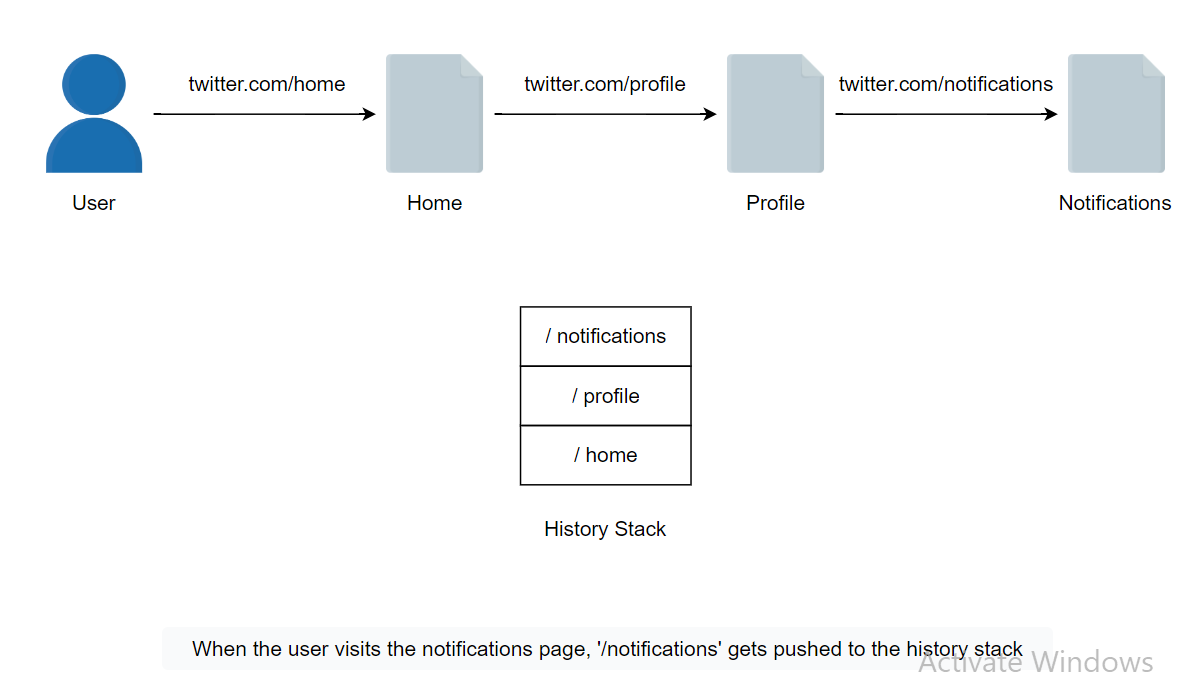 twitter.com/home
twitter.com/profile
twitter.com/notifications
User
Home
Profile
Notifications
/ notifications
/ profile
/ home
History Stack
When the user visits the notifications page, '/notifications' gets pushed to the history stack
Activate Windows